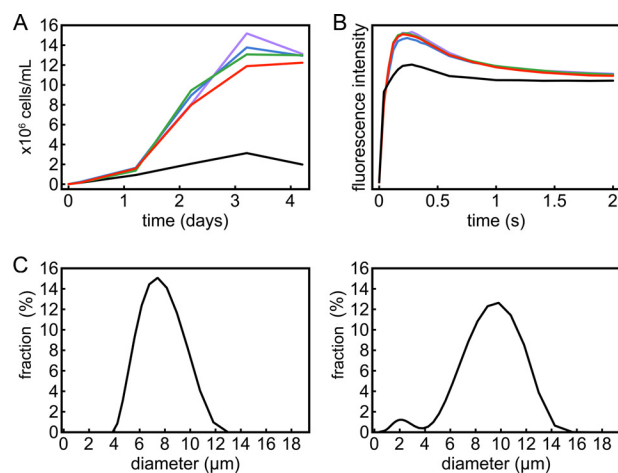 A
B
x10⁶ cells/mL
16
14
12
10
8
6
4
2
0
0 1 2 3 4
time (days)
fluorescence intensity
0 0.5 1 1.5 2
time (s)
C
fraction (%)
16
14
12
10
8
6
4
2
0
0 2 4 6 8 10 12 14 16 18
diameter (µm)
fraction (%)
16
14
12
10
8
6
4
2
0
0 2 4 6 8 10 12 14 16 18
diameter (µm)